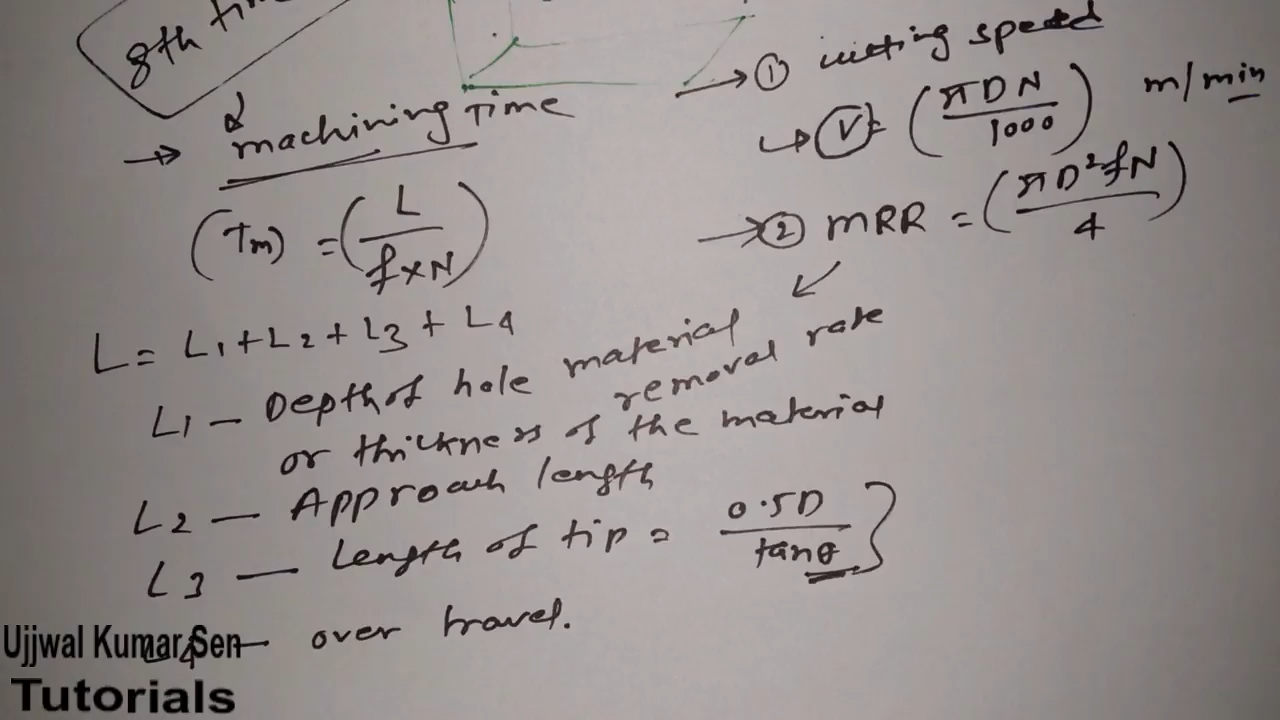 8th time
→ machining Time
(Tm) = (L / f×N)
L = L1 + L2 + L3 + L4
L1 – Depth of hole
or thickness of the material
L2 – Approach length
L3 – Length of tip = 0.5D / tanθ }
L4 – over travel.
→ ① cutting speed
↳ V = (πDN / 1000) m/min
→ ② MRR = (πD²fN / 4)
material
removal rate
Ujjwal Kumar Sen
Tutorials